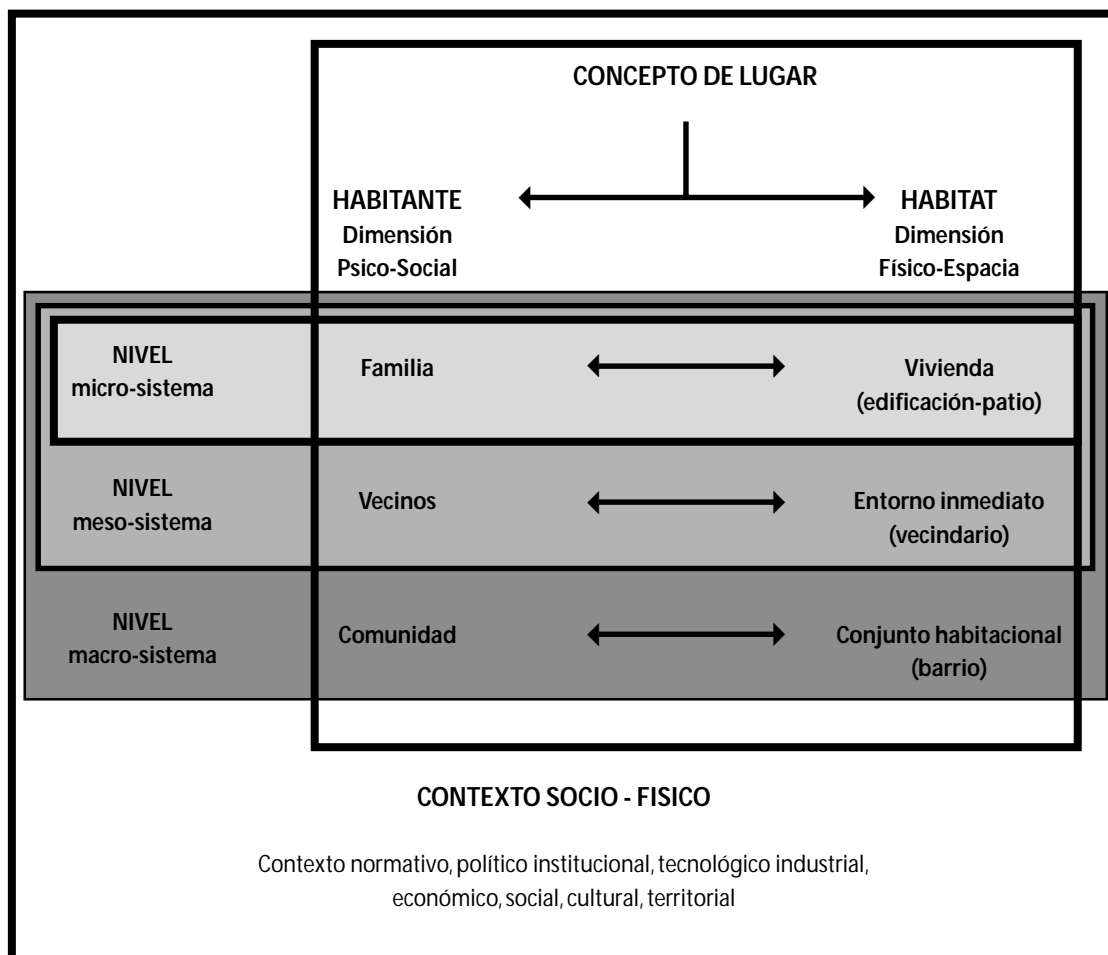 CONCEPTO DE LUGAR
HABITANTE
Dimensión
Psico-Social
HABITAT
Dimensión
Físico-Espacia
NIVEL
micro-sistema
Familia
Vivienda
(edificación-patio)
NIVEL
meso-sistema
Vecinos
Entorno inmediato
(vecindario)
NIVEL
macro-sistema
Comunidad
Conjunto habitacional
(barrio)
CONTEXTO SOCIO - FISICO
Contexto normativo, político institucional, tecnológico industrial,
económico, social, cultural, territorial